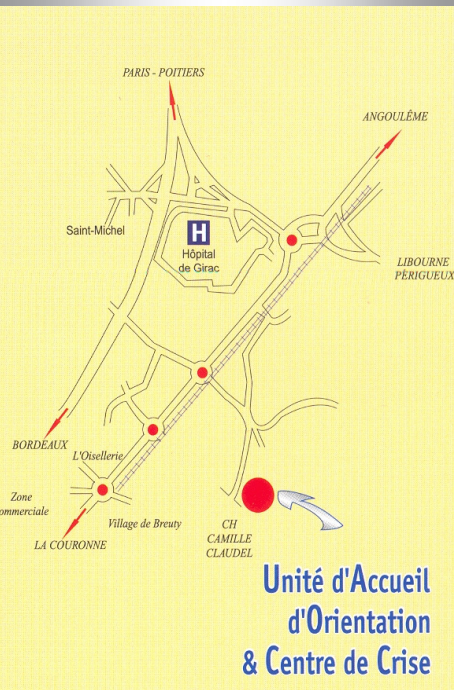 PARIS - POITIERS
ANGOULÊME
Saint-Michel
H
Hôpital
de Girac
LIBOURNE
PÈRIGUEUX
BORDEAUX
L'Oisellerie
Zone
ommerciale
Village de Breuty
LA COURONNE
CH
CAMILLE
CLAUDEL
Unité d'Accueil
d'Orientation
& Centre de Crise